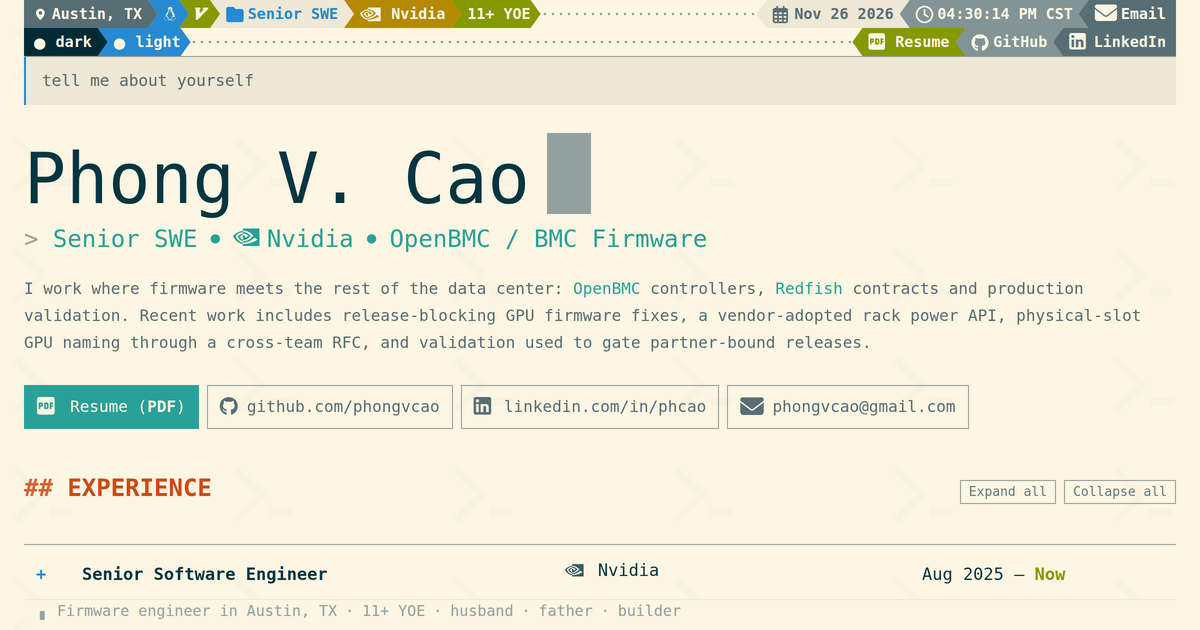 Austin, TX Senior SWE Nvidia 11+ YOE Nov 26 2026 04:30:14 PM CST Email
dark light PDF Resume GitHub LinkedIn
tell me about yourself
Phong V. Cao
> Senior SWE • Nvidia • OpenBMC / BMC Firmware
I work where firmware meets the rest of the data center: OpenBMC controllers, Redfish contracts and production
validation. Recent work includes release-blocking GPU firmware fixes, a vendor-adopted rack power API, physical-slot
GPU naming through a cross-team RFC, and validation used to gate partner-bound releases.
PDF Resume (PDF) github.com/phongvcao linkedin.com/in/phcao phongvcao@gmail.com
## EXPERIENCE Expand all Collapse all
+ Senior Software Engineer Nvidia Aug 2025 — Now
Firmware engineer in Austin, TX · 11+ YOE · husband · father · builder